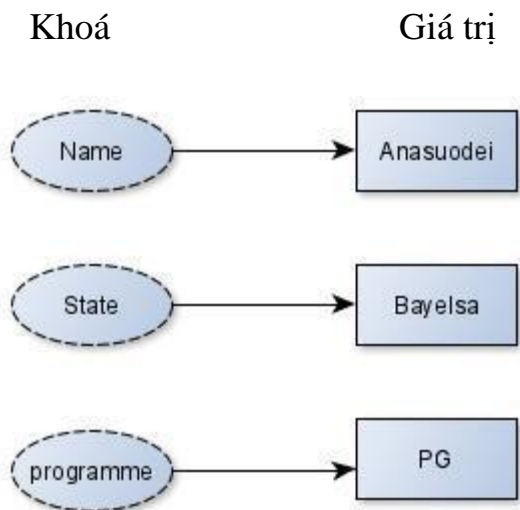 Khoá Giá trị
Name Anasuodei
State Bayelsa
programme PG